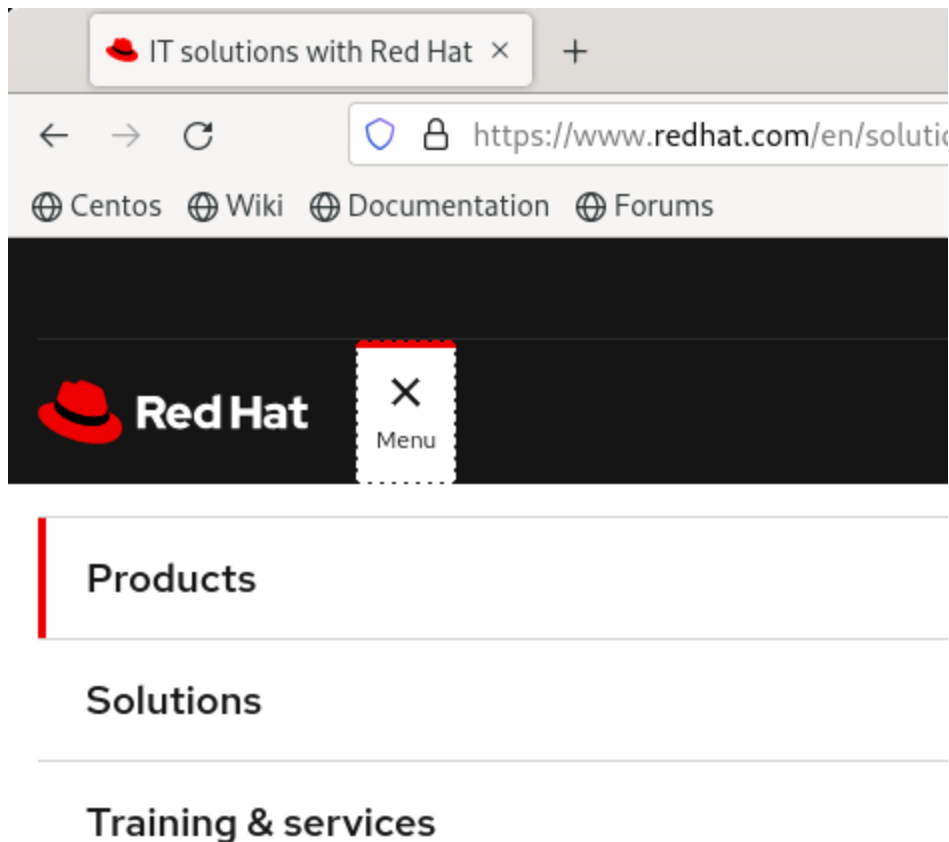 IT solutions with Red Hat
https://www.redhat.com/en/solutio
Centos Wiki Documentation Forums
Red Hat
Menu
Products
Solutions
Training & services